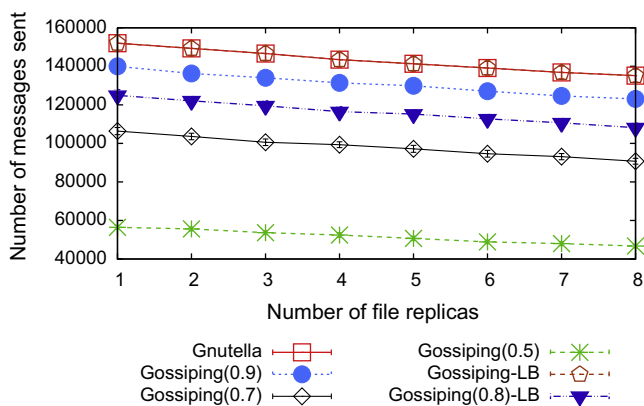 Number of messages sent
160000
140000
120000
100000
80000
60000
40000
1 2 3 4 5 6 7 8
Number of file replicas
Gnutella
Gossiping(0.9)
Gossiping(0.7)
Gossiping(0.5)
Gossiping-LB
Gossiping(0.8)-LB